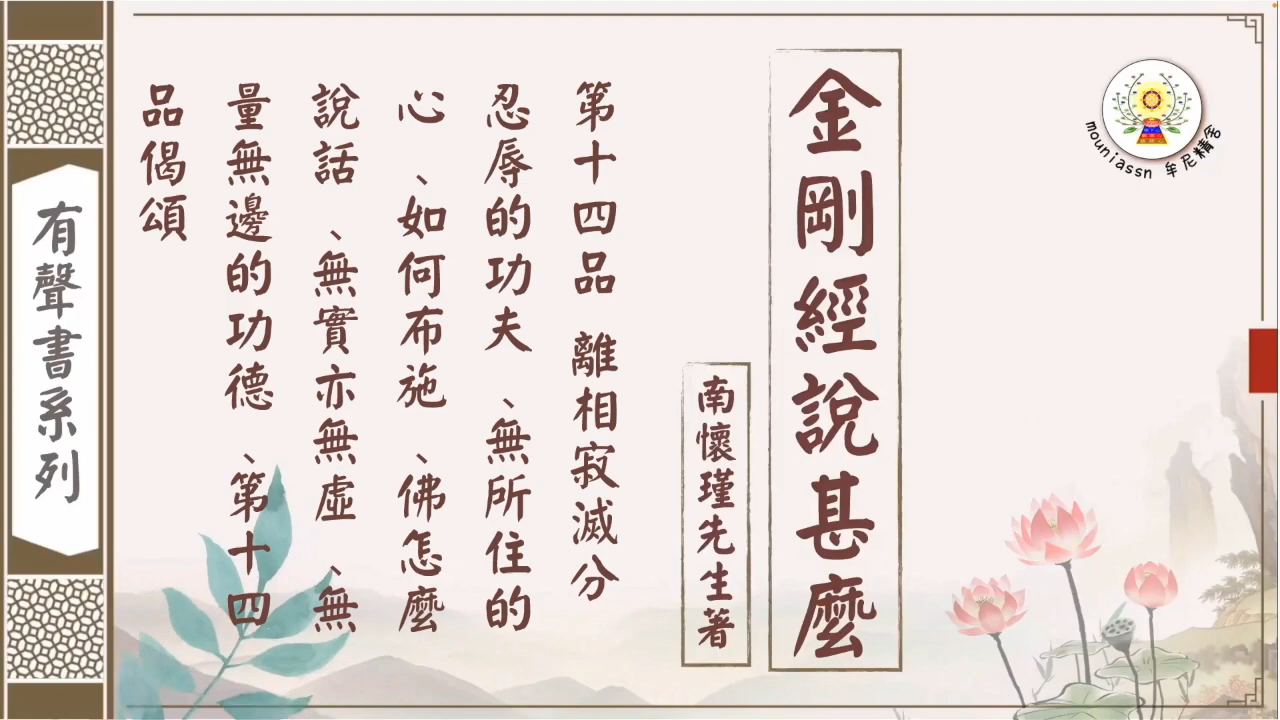 金剛經說甚麼
南懷瑾先生著
第十四品 離相寂滅分
忍辱的功夫、無所住的
心、如何布施、佛怎麼
說話、無實亦無虛、無
量無邊的功德、第十四
品偈頌
有聲書系列
mouniassn 牟尼精舍